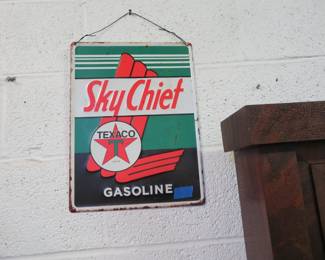 Sky Chief
TEXACO
T
GASOLINE